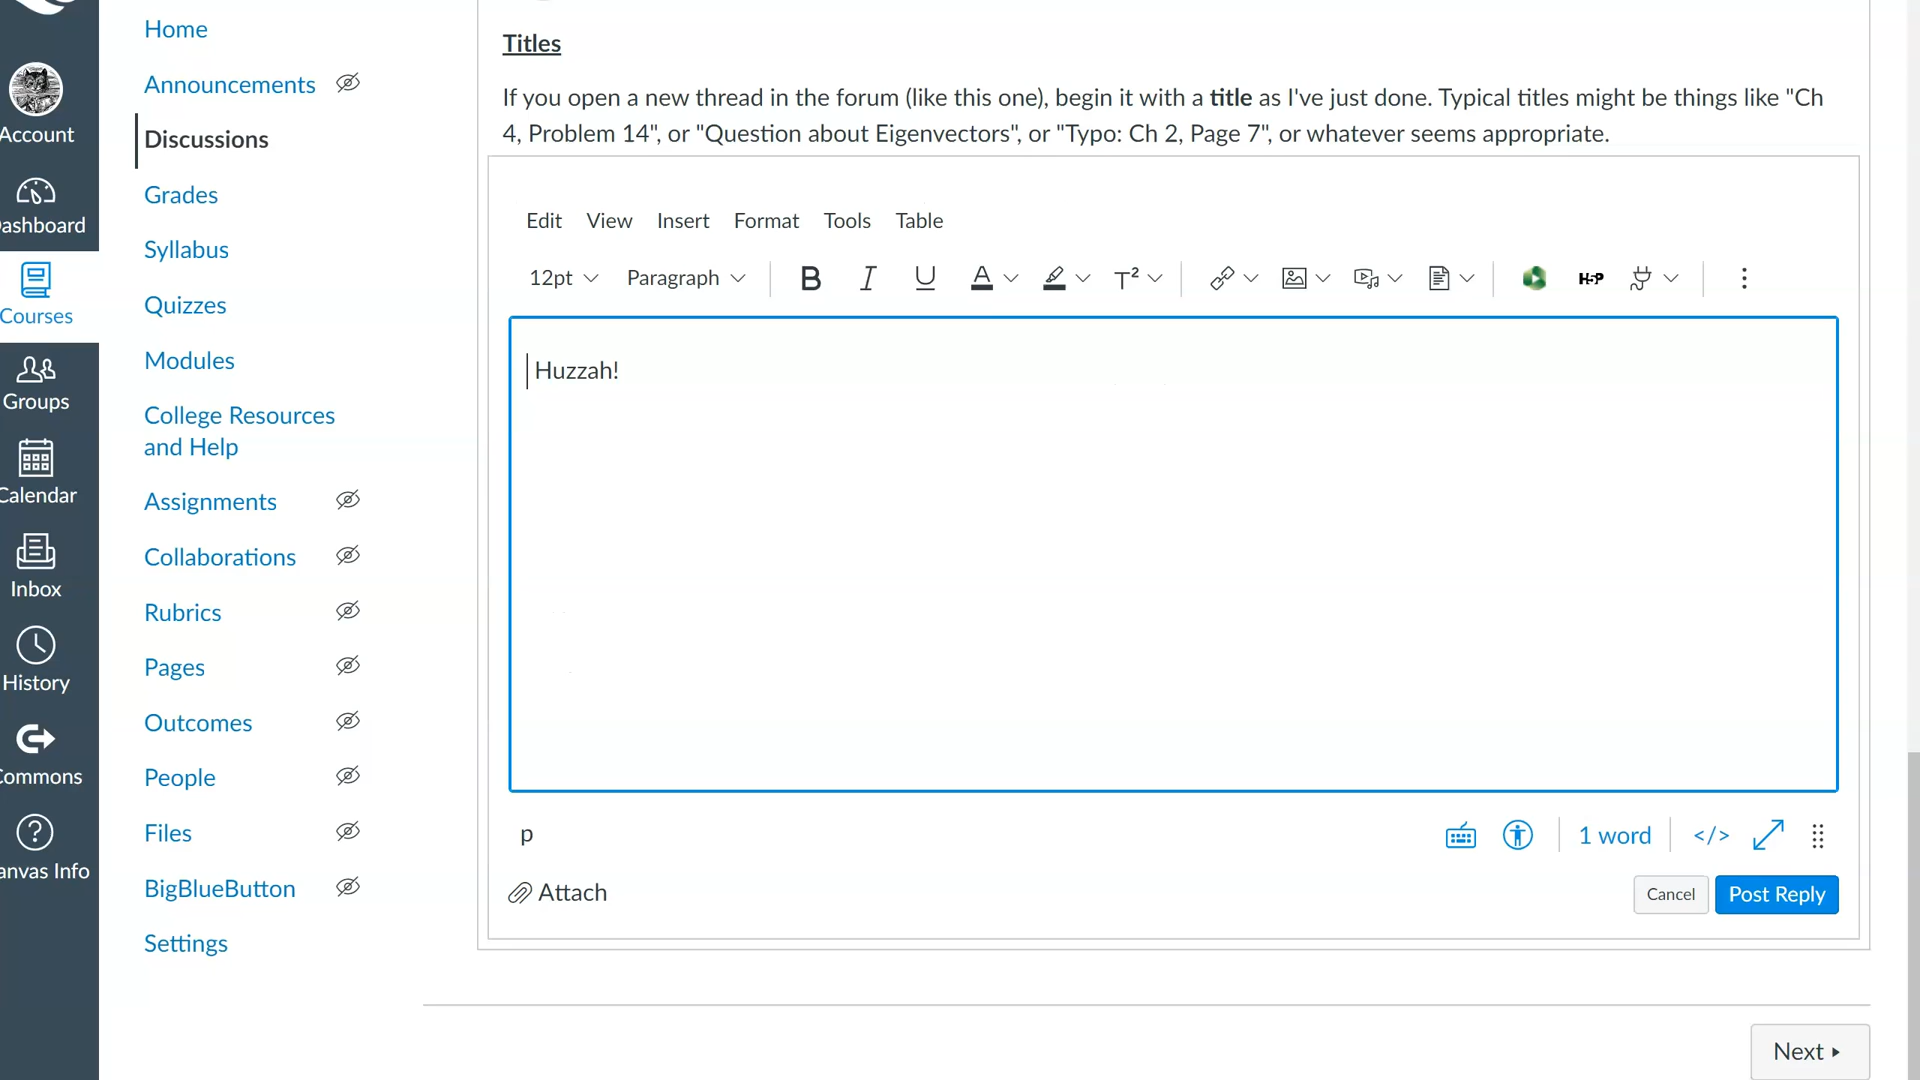 Home
Announcements
Discussions
Grades
Syllabus
Quizzes
Modules
College Resources
and Help
Assignments
Collaborations
Rubrics
Pages
Outcomes
People
Files
BigBlueButton
Settings
Account
ashboard
Courses
Groups
Calendar
Inbox
History
ommons
anvas Info
Titles
If you open a new thread in the forum (like this one), begin it with a title as I've just done. Typical titles might be things like "Ch
4, Problem 14", or "Question about Eigenvectors", or "Typo: Ch 2, Page 7", or whatever seems appropriate.
Edit View Insert Format Tools Table
12pt Paragraph B I U A T² H5P
Huzzah!
p
1 word </>
Attach
Cancel Post Reply
Next